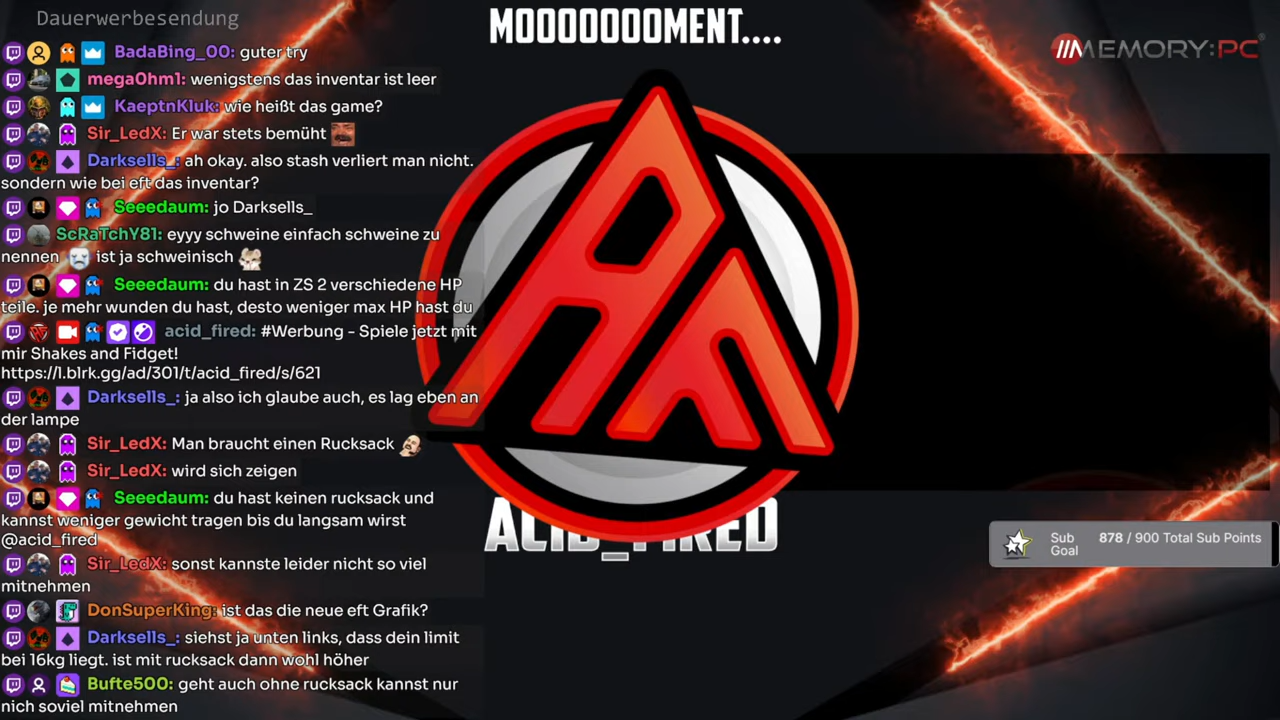 Dauerwerbesendung
MOOOOOOOMENT....
MEMORY:PC
BadaBing_00: guter try
megaOhm1: wenigstens das inventar ist leer
KaeptnKluk: wie heißt das game?
Sir_LedX: Er war stets bemüht
Darksells_: ah okay. also stash verliert man nicht.
sondern wie bei eft das inventar?
Seeedaum: jo Darksells_
ScRaTchY81: eyyy schweine einfach schweine zu
nennen ist ja schweinisch
Seeedaum: du hast in ZS 2 verschiedene HP
teile. je mehr wunden du hast, desto weniger max HP hast du
acid_fired: #Werbung - Spiele jetzt mit
mir Shakes and Fidget!
https://l.blrk.gg/ad/301/t/acid_fired/s/621
Darksells_: ja also ich glaube auch, es lag eben an
der lampe
Sir_LedX: Man braucht einen Rucksack
Sir_LedX: wird sich zeigen
Seeedaum: du hast keinen rucksack und
kannst weniger gewicht tragen bis du langsam wirst
@acid_fired
Sir_LedX: sonst kannste leider nicht so viel
mitnehmen
DonSuperKing: ist das die neue eft Grafik?
Darksells_: siehst ja unten links, dass dein limit
bei 16kg liegt. ist mit rucksack dann wohl höher
Bufte500: geht auch ohne rucksack kannst nur
nich soviel mitnehmen
AF
ACID_FIRED
Sub
Goal
878 / 900 Total Sub Points